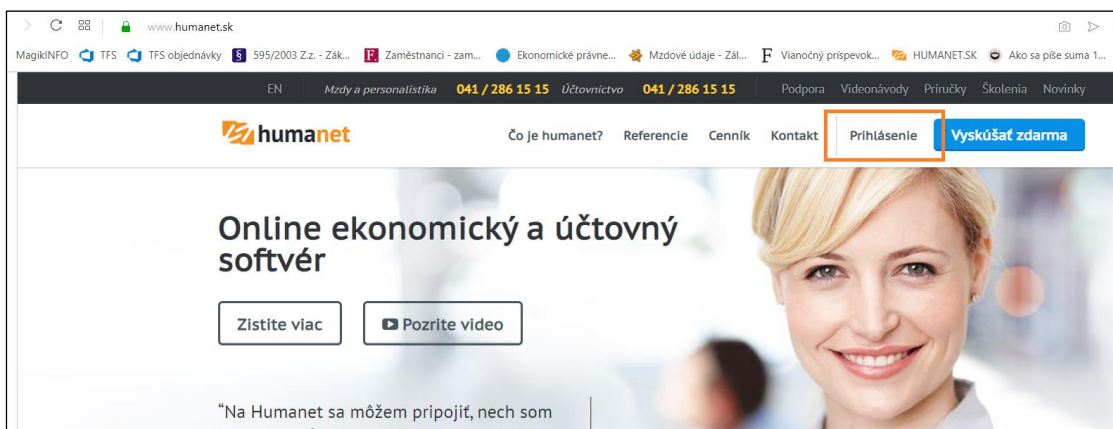 www.humanet.sk
MagikINFO TFS TFS objednávky § 595/2003 Z.z. - Zák... F Zaměstnanci - zam... Ekonomické právne... Mzdové údaje - Zál... F Vianočný príspevok... HUMANET.SK Ako sa píše suma 1...
EN Mzdy a personalistika 041 / 286 15 15 Účtovníctvo 041 / 286 15 15 Podpora Videonávody Príručky Školenia Novinky
humanet Čo je humanet? Referencie Cenník Kontakt Prihlásenie Vyskúšať zdarma
Online ekonomický a účtovný
softvér
Zistite viac Pozrite video
“Na Humanet sa môžem pripojiť, nech som